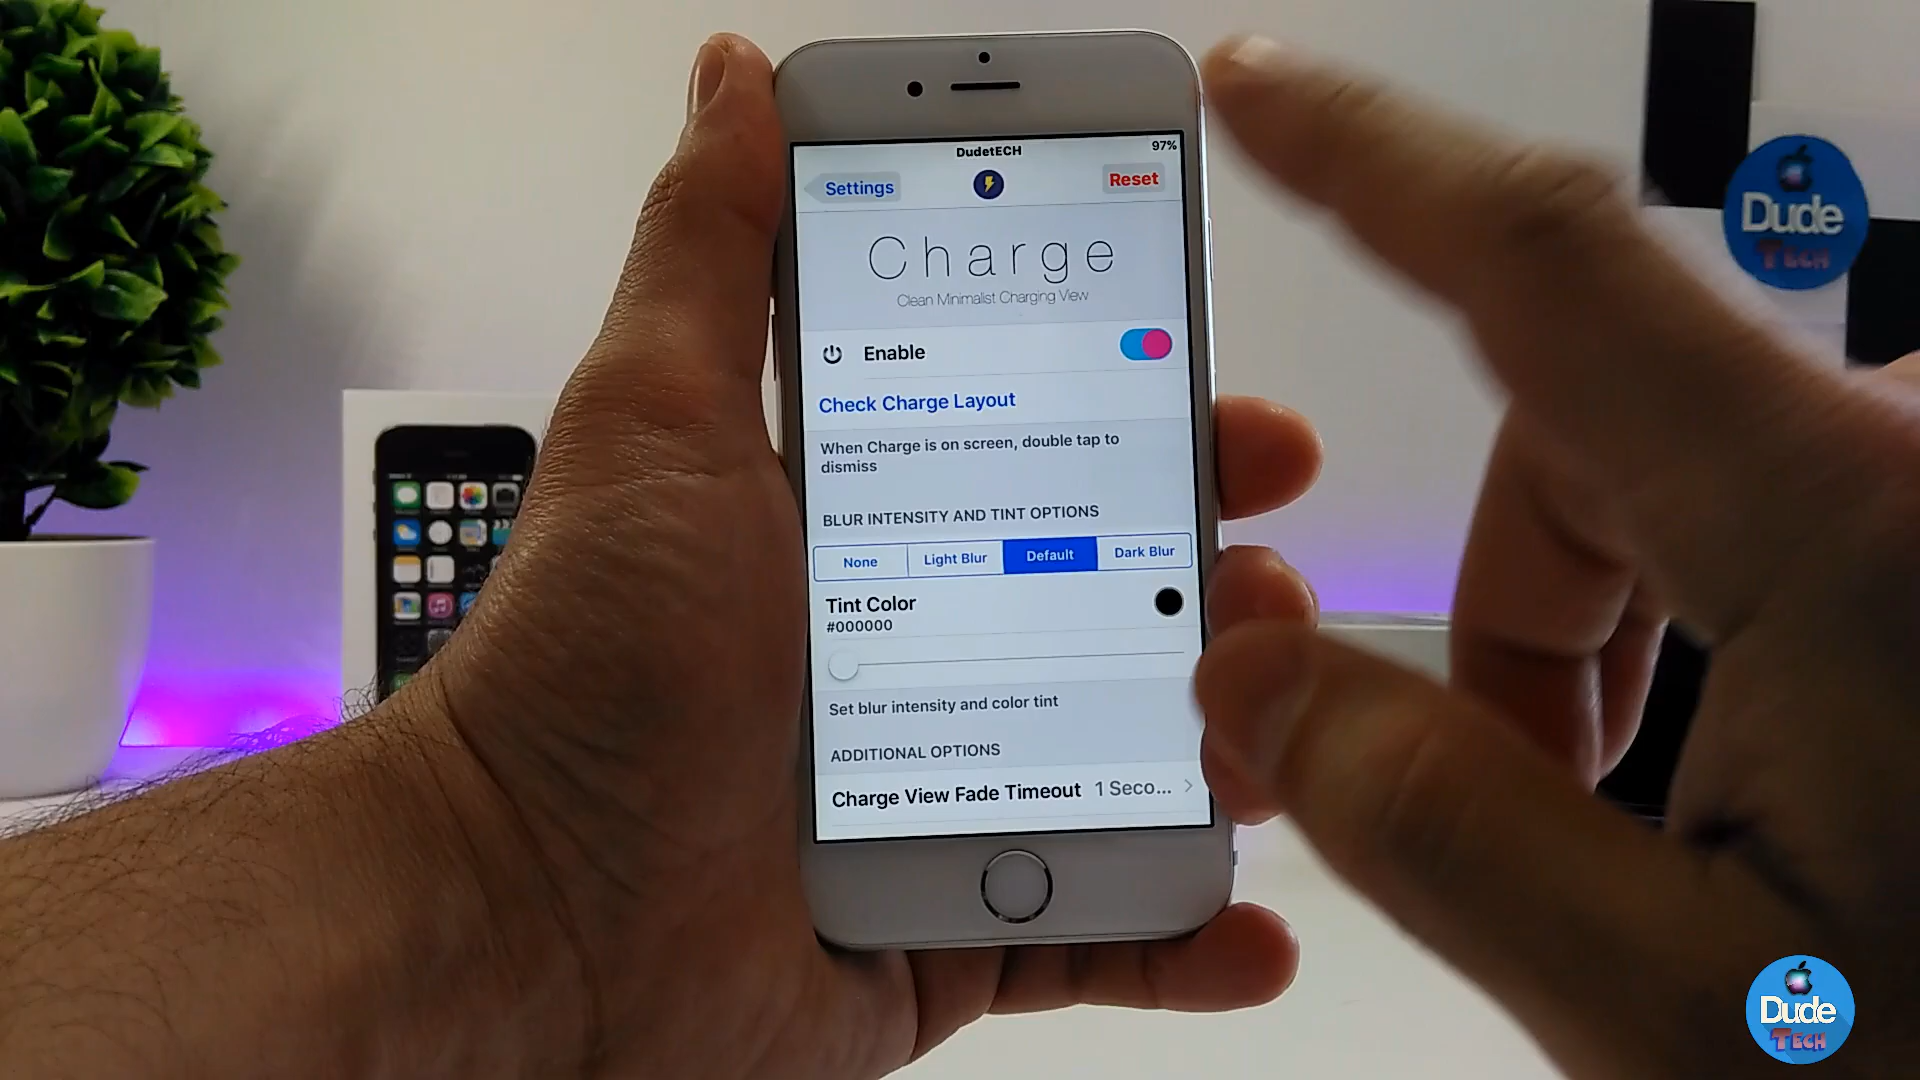 DudetECH
97%
Settings
Reset
Charge
Clean Minimalist Charging View
Enable
Check Charge Layout
When Charge is on screen, double tap to
dismiss
BLUR INTENSITY AND TINT OPTIONS
None
Light Blur
Default
Dark Blur
Tint Color
#000000
Set blur intensity and color tint
ADDITIONAL OPTIONS
Charge View Fade Timeout
1 Seco...
Dude
TECH
Dude
TECH